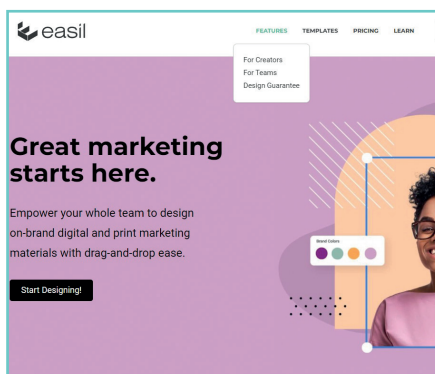 easil
FEATURES TEMPLATES PRICING LEARN
For Creators
For Teams
Design Guarantee
Great marketing
starts here.
Empower your whole team to design
on-brand digital and print marketing
materials with drag-and-drop ease.
Start Designing!
Brand Colors